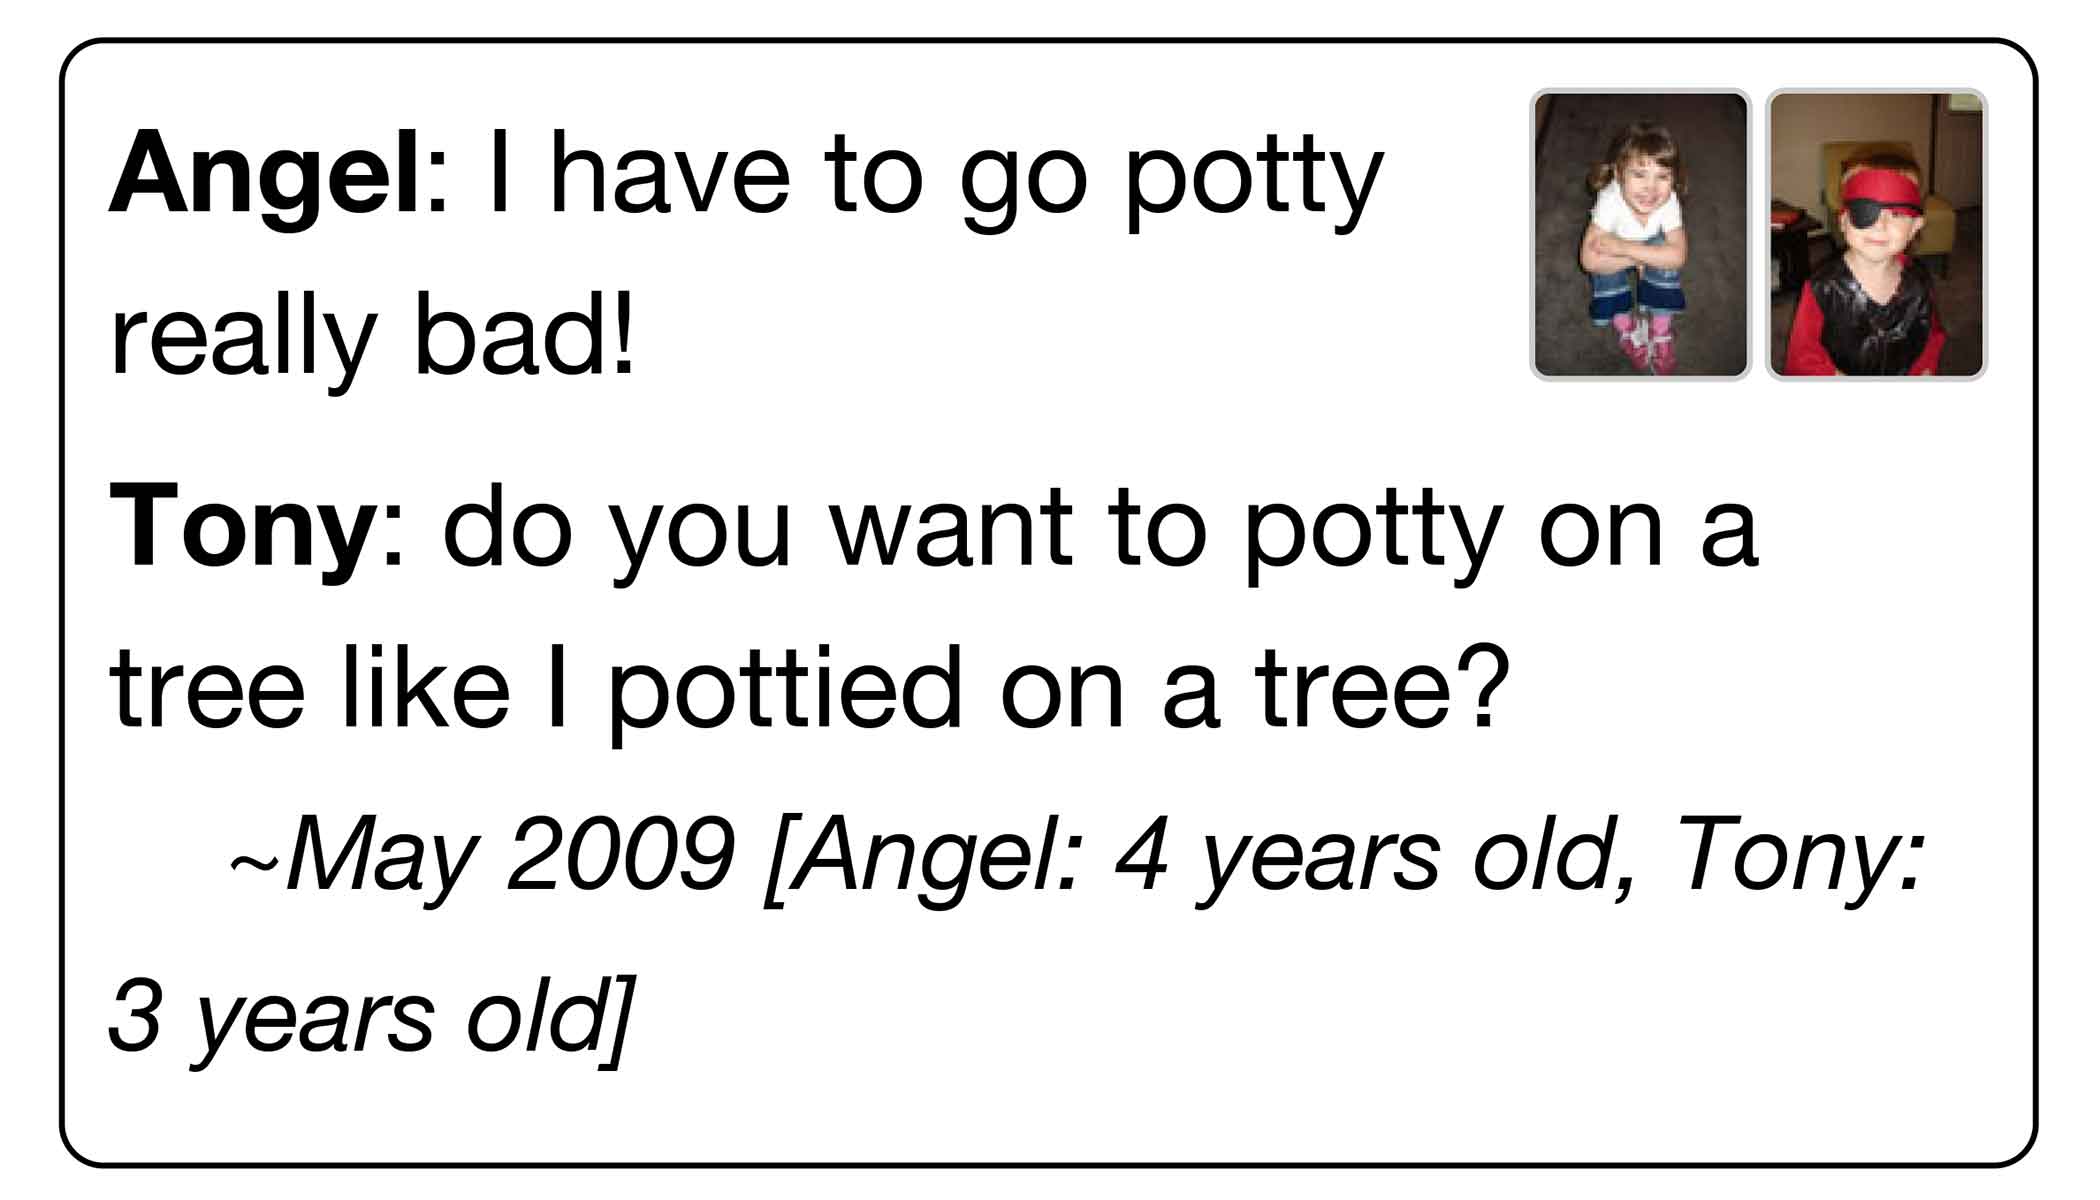 Angel: I have to go potty
really bad!
Tony: do you want to potty on a
tree like I pottied on a tree?
~May 2009 [Angel: 4 years old, Tony:
3 years old]